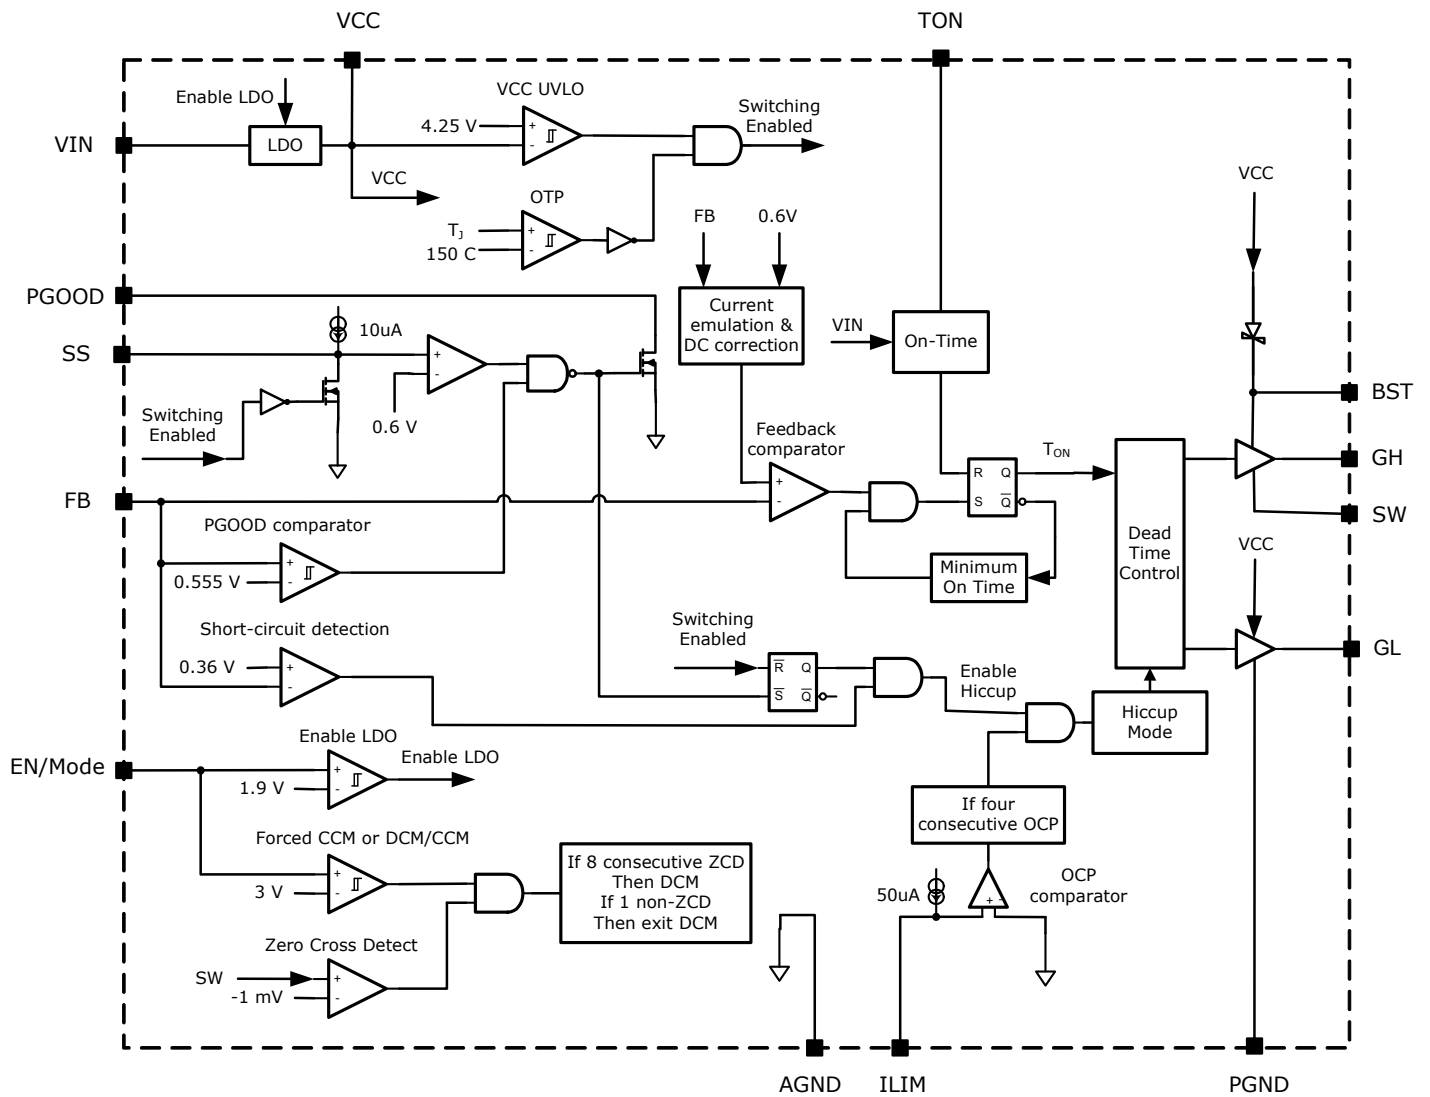 VCC
TON
Enable LDO
VCC UVLO
Switching
Enabled
4.25 V
+
-
VIN
LDO
VCC
VCC
OTP
TJ
150 C
+
-
FB
0.6V
PGOOD
Current
emulation &
DC correction
VIN
On-Time
10uA
SS
+
-
0.6 V
Switching
Enabled
BST
Feedback
comparator
TON
GH
+
-
R
Q
S
Q
FB
SW
PGOOD comparator
Dead
Time
Control
VCC
+
0.555 V
-
Minimum
On Time
Short-circuit detection
Switching
Enabled
0.36 V
+
-
R
Q
S
Q
Enable
Hiccup
GL
Hiccup
Mode
Enable LDO
Enable LDO
EN/Mode
+
1.9 V
-
If four
consecutive OCP
Forced CCM or DCM/CCM
+
3 V
-
If 8 consecutive ZCD
Then DCM
If 1 non-ZCD
Then exit DCM
OCP
comparator
50uA
+
-
Zero Cross Detect
SW
+
-1 mV
-
AGND
ILIM
PGND